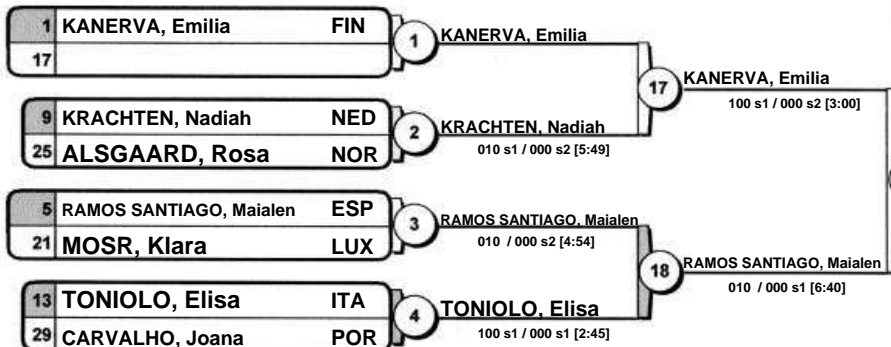 1 KANERVA, Emilia FIN
17
1
KANERVA, Emilia
9 KRACHTEN, Nadiah NED
25 ALSGAARD, Rosa NOR
2
KRACHTEN, Nadiah
010 s1 / 000 s2 [5:49]
17
KANERVA, Emilia
100 s1 / 000 s2 [3:00]
5 RAMOS SANTIAGO, Maialen ESP
21 MOSR, Klara LUX
3
RAMOS SANTIAGO, Maialen
010 / 000 s2 [4:54]
13 TONIOLO, Elisa ITA
29 CARVALHO, Joana POR
4
TONIOLO, Elisa
100 s1 / 000 s1 [2:45]
18
RAMOS SANTIAGO, Maialen
010 / 000 s1 [6:40]